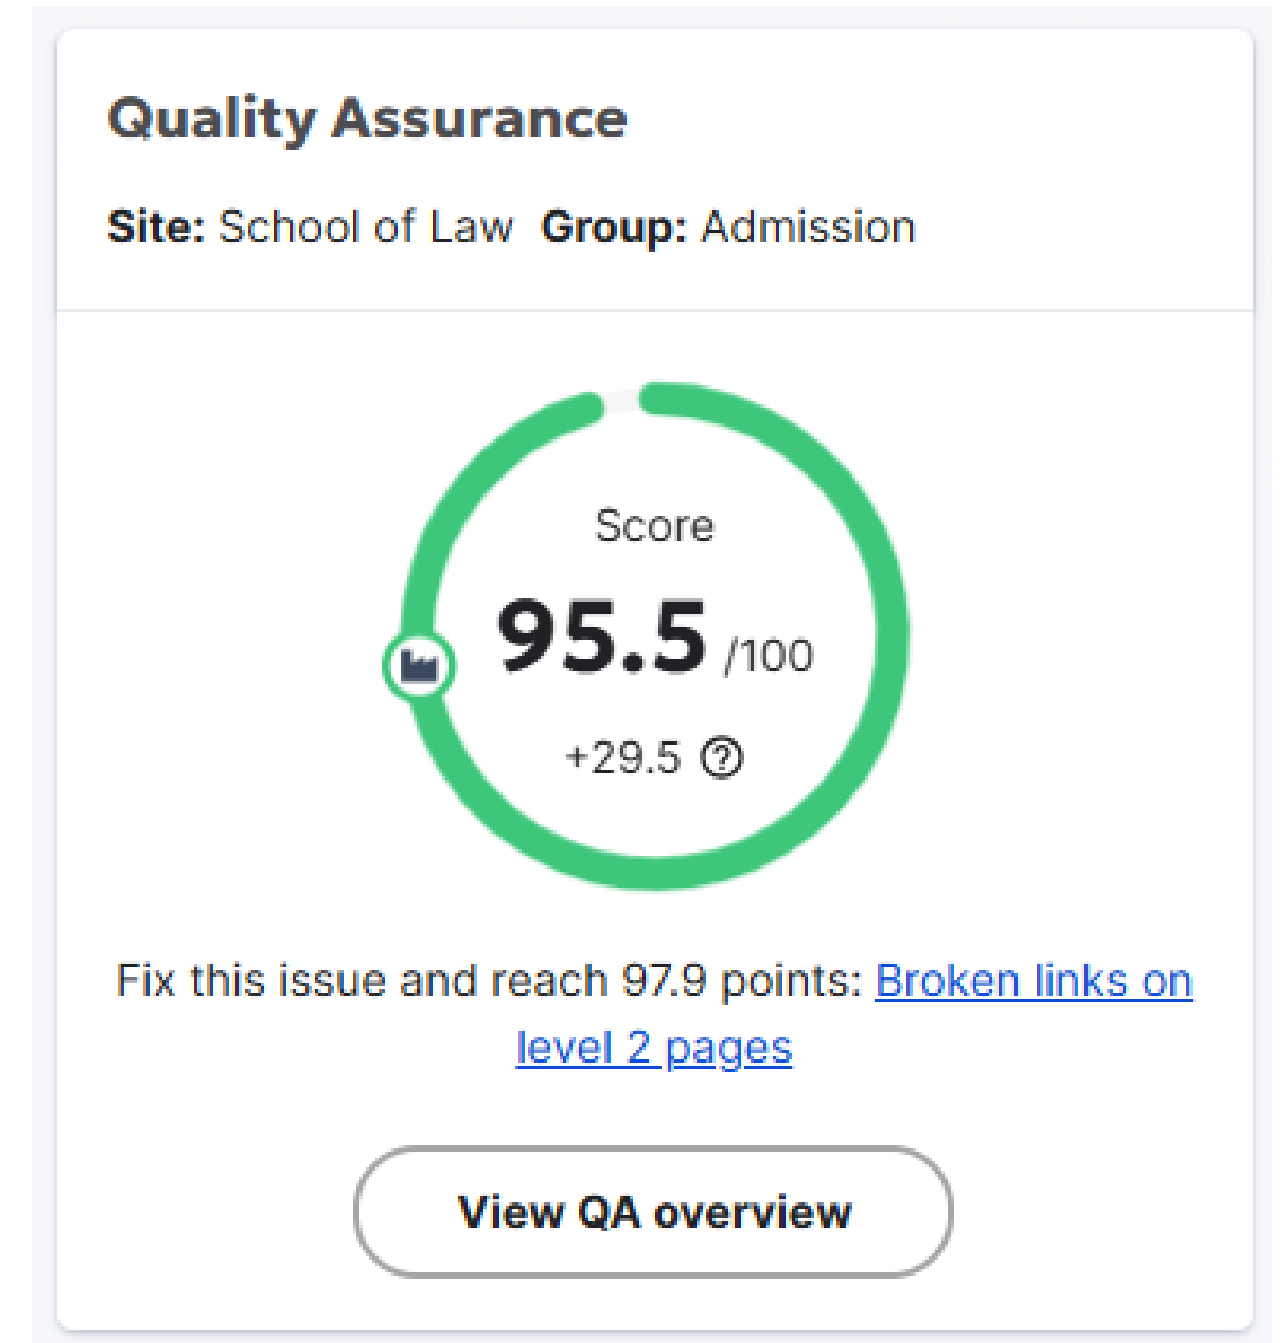 Quality Assurance
Site: School of Law Group: Admission
Score
95.5 /100
+29.5 ?
Fix this issue and reach 97.9 points: Broken links on
level 2 pages
View QA overview